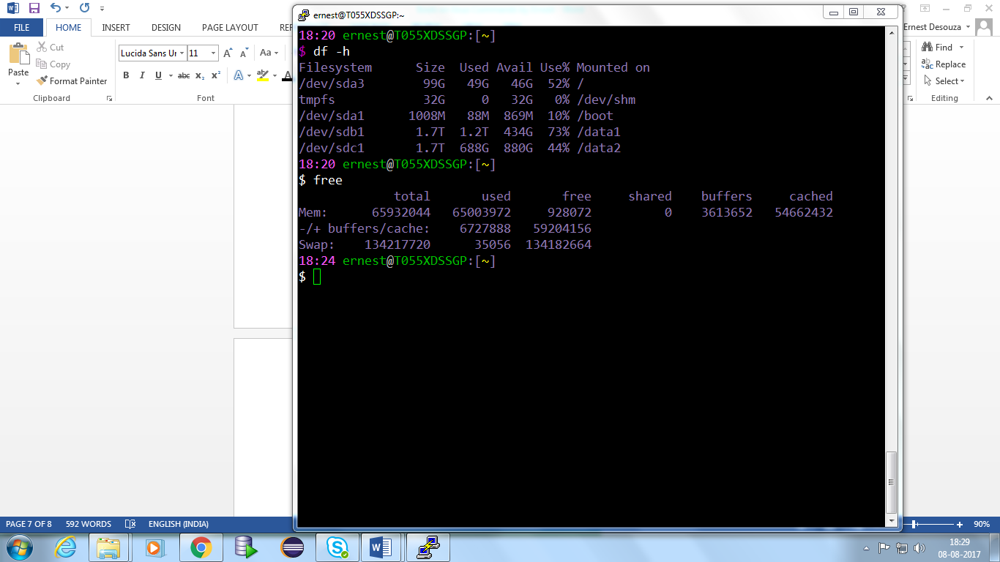 ernest@T055XDSSGP:~
FILE HOME INSERT DESIGN PAGE LAYOUT
Ernest Desouza
Cut
Copy
Paste
Format Painter
Clipboard
Lucida Sans Ur 11 Aa
B I U abc x₂ x² A ab A
Font
Find
Replace
Select
Editing
18:20 ernest@T055XDSSGP:[~]
$ df -h
Filesystem      Size  Used Avail Use% Mounted on
/dev/sda3        99G   49G   46G  52% /
tmpfs            32G     0   32G   0% /dev/shm
/dev/sda1      1008M   88M  869M  10% /boot
/dev/sdb1       1.7T  1.2T  434G  73% /data1
/dev/sdc1       1.7T  688G  880G  44% /data2
18:20 ernest@T055XDSSGP:[~]
$ free
             total       used       free     shared    buffers     cached
Mem:      65932044   65003972     928072          0    3613652   54662432
-/+ buffers/cache:    6727888   59204156
Swap:    134217720      35056  134182664
18:24 ernest@T055XDSSGP:[~]
$
PAGE 7 OF 8 592 WORDS ENGLISH (INDIA) 90%
18:29
08-08-2017